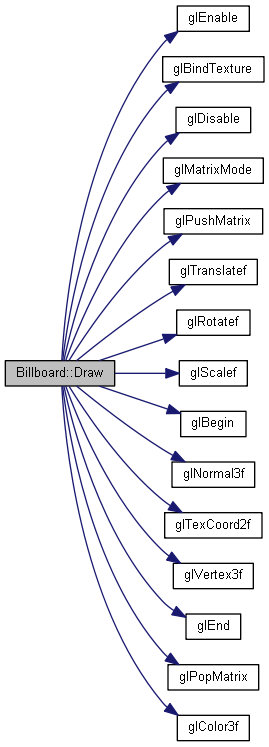 glEnable
glBindTexture
glDisable
glMatrixMode
glPushMatrix
glTranslatef
glRotatef
Billboard::Draw
glScalef
glBegin
glNormal3f
glTexCoord2f
glVertex3f
glEnd
glPopMatrix
glColor3f